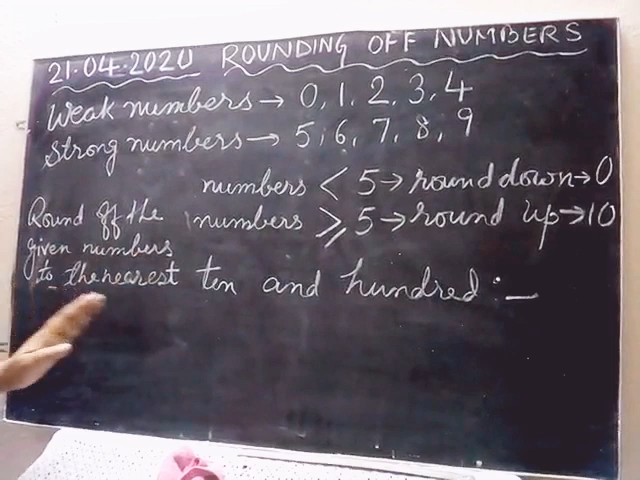 21.04.2020 ROUNDING OFF NUMBERS
Weak numbers → 0, 1, 2, 3, 4
Strong numbers → 5, 6, 7, 8, 9
numbers < 5 → round down → 0
numbers ≥ 5 → round up → 10
Round off the
given numbers
to the nearest ten and hundred :-